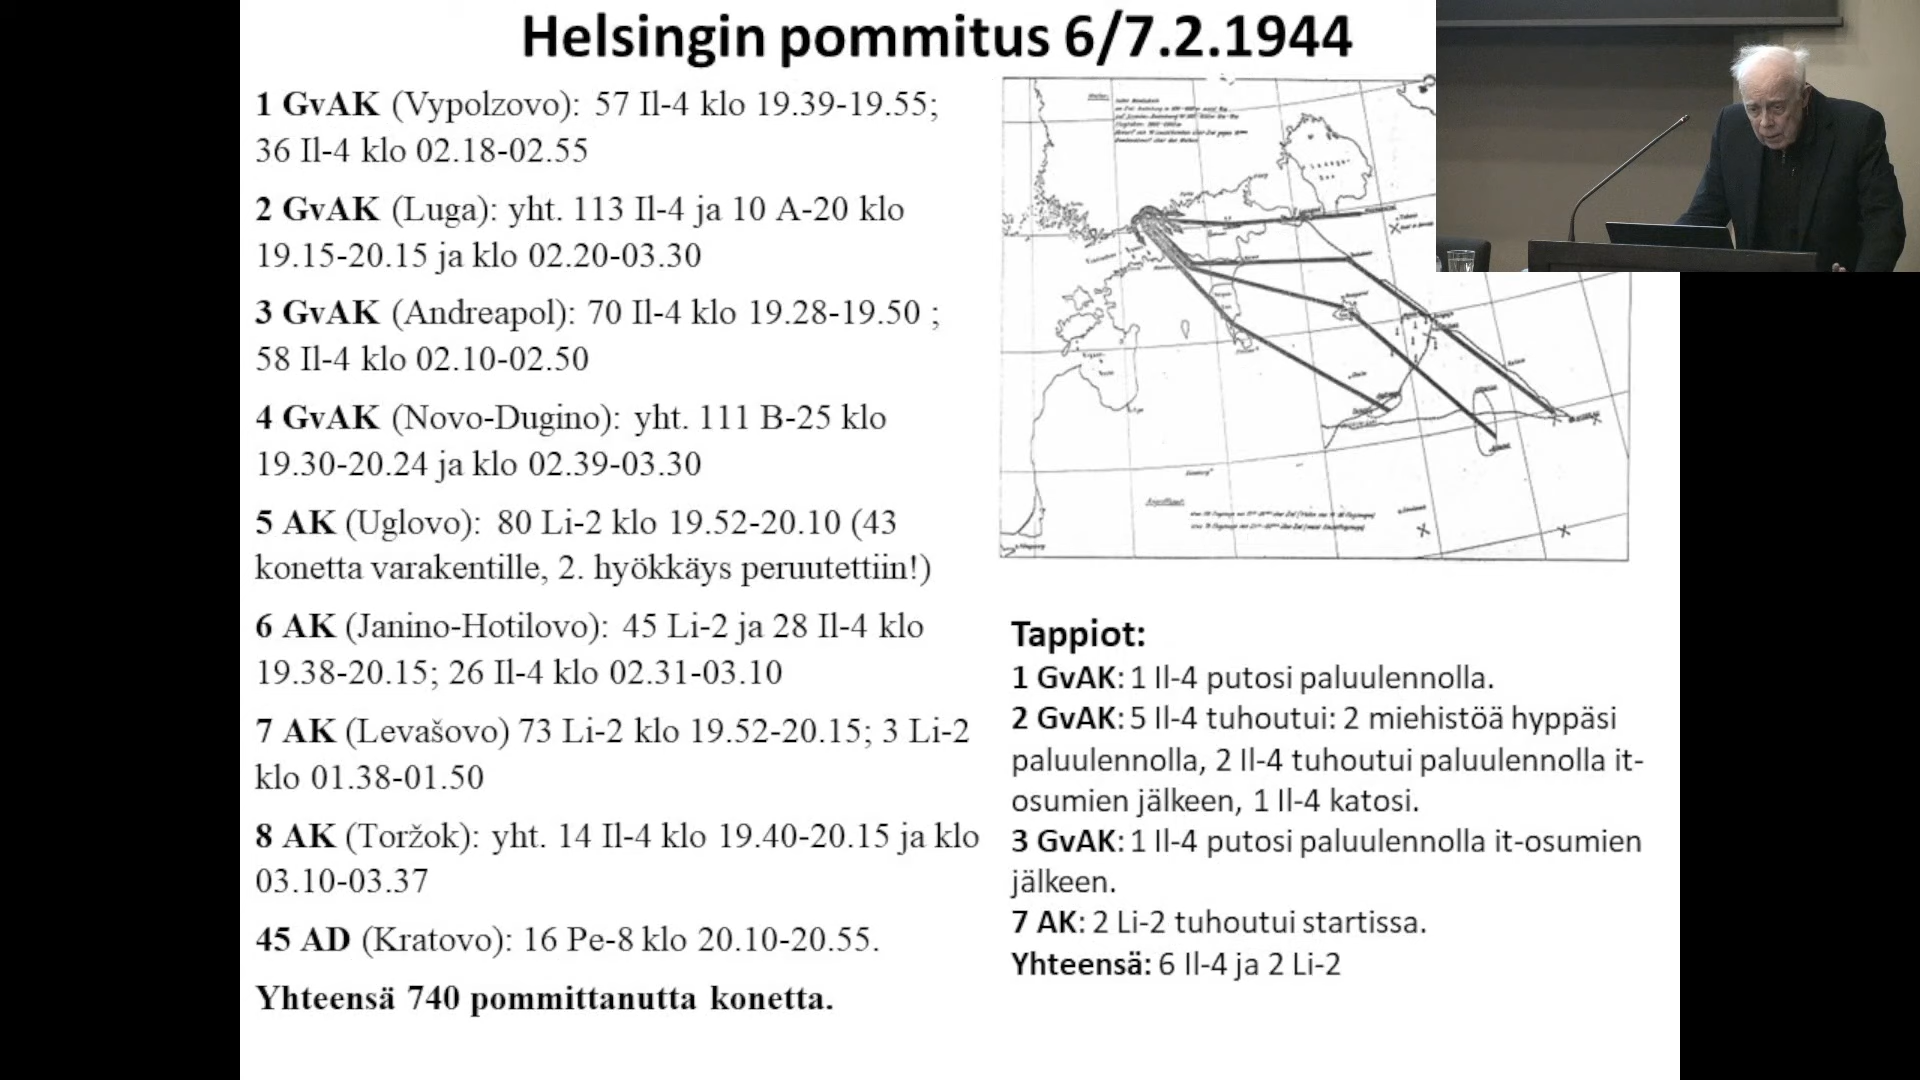 Helsingin pommitus 6/7.2.1944
1 GvAK (Vypolzovo): 57 Il-4 klo 19.39-19.55;
36 Il-4 klo 02.18-02.55
2 GvAK (Luga): yht. 113 Il-4 ja 10 A-20 klo
19.15-20.15 ja klo 02.20-03.30
3 GvAK (Andreapol): 70 Il-4 klo 19.28-19.50 ;
58 Il-4 klo 02.10-02.50
4 GvAK (Novo-Dugino): yht. 111 B-25 klo
19.30-20.24 ja klo 02.39-03.30
5 AK (Uglovo): 80 Li-2 klo 19.52-20.10 (43
konetta varakentille, 2. hyökkäys peruutettiin!)
6 AK (Janino-Hotilovo): 45 Li-2 ja 28 Il-4 klo
19.38-20.15; 26 Il-4 klo 02.31-03.10
7 AK (Levašovo) 73 Li-2 klo 19.52-20.15; 3 Li-2
klo 01.38-01.50
8 AK (Toržok): yht. 14 Il-4 klo 19.40-20.15 ja klo
03.10-03.37
45 AD (Kratovo): 16 Pe-8 klo 20.10-20.55.
Yhteensä 740 pommittanutta konetta.
Tappiot:
1 GvAK: 1 Il-4 putosi paluulennolla.
2 GvAK: 5 Il-4 tuhoutui: 2 miehistöä hyppäsi
paluulennolla, 2 Il-4 tuhoutui paluulennolla it-
osumien jälkeen, 1 Il-4 katosi.
3 GvAK: 1 Il-4 putosi paluulennolla it-osumien
jälkeen.
7 AK: 2 Li-2 tuhoutui startissa.
Yhteensä: 6 Il-4 ja 2 Li-2